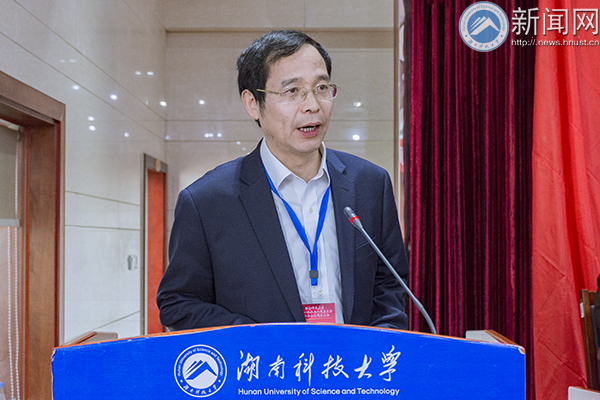 新闻网
http://news.hnust.cn
湖南科技大学
Hunan University of Science and Technology